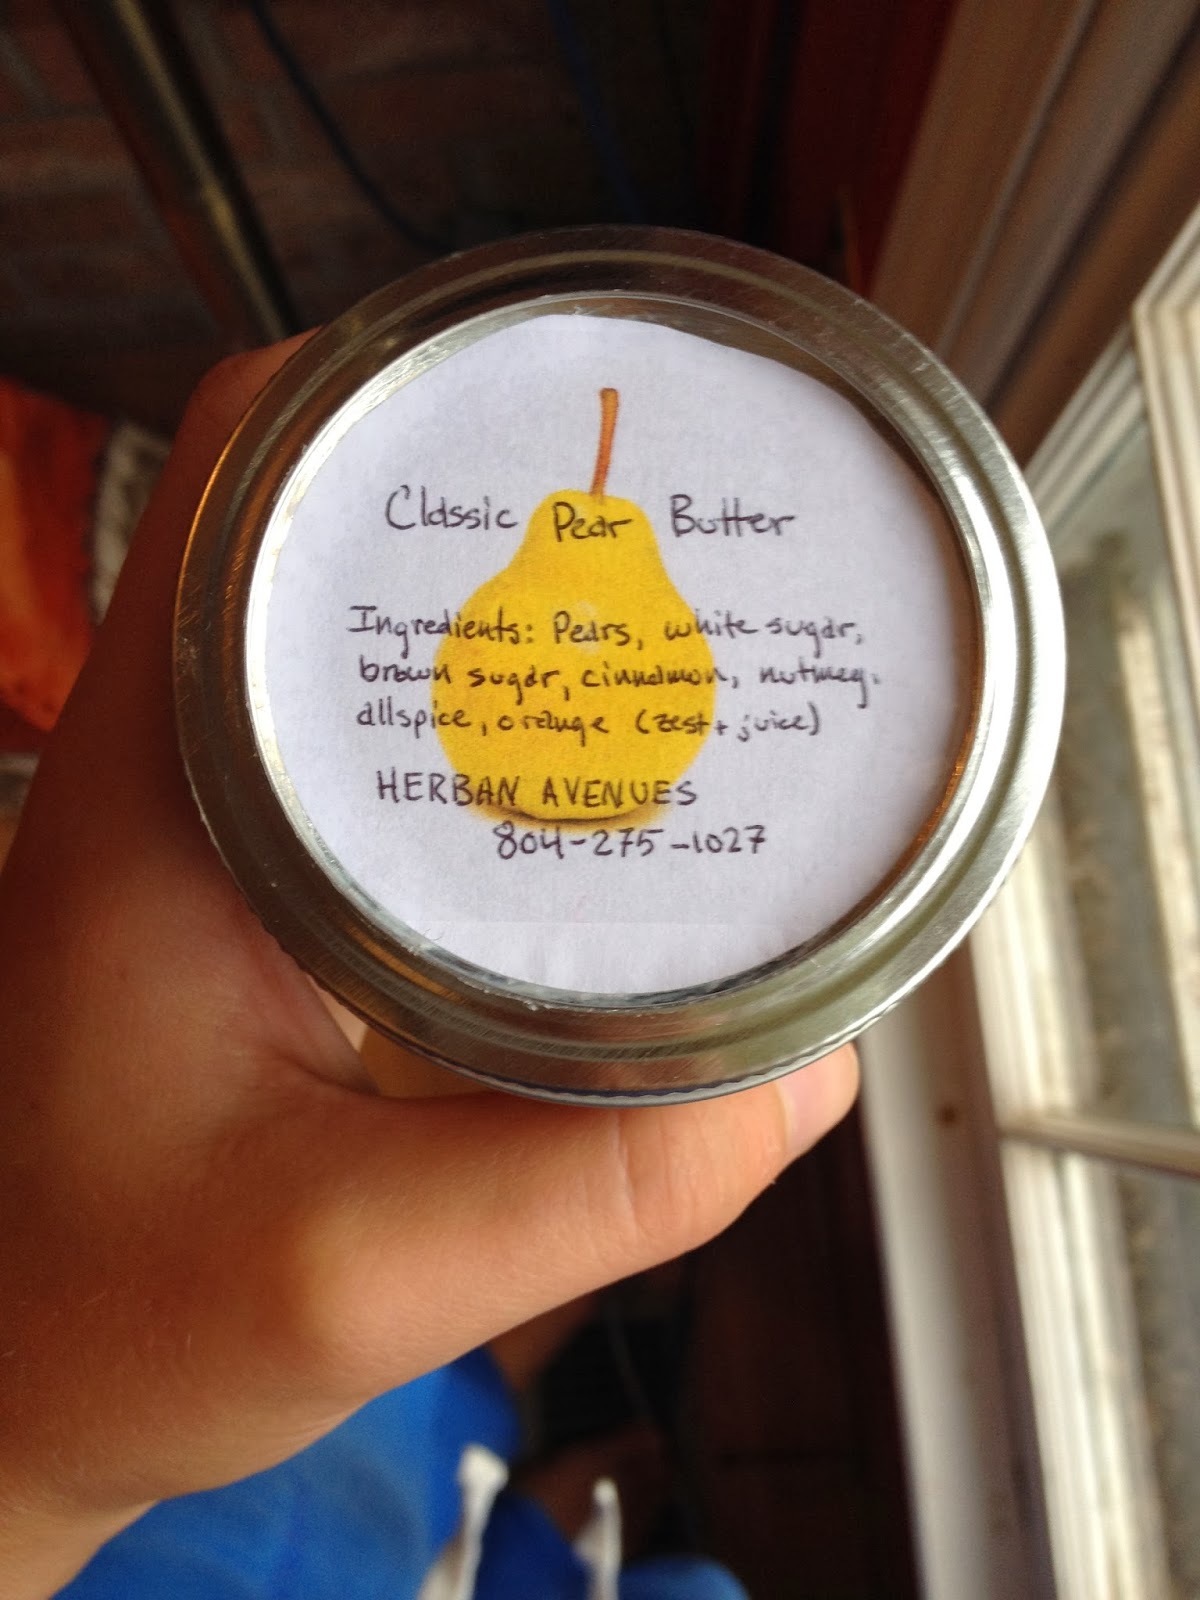 Classic Pear Butter
Ingredients: Pears, white sugar,
brown sugar, cinnamon, nutmeg,
allspice, orange (zest + juice)
HERBAN AVENUES
804-275-1027